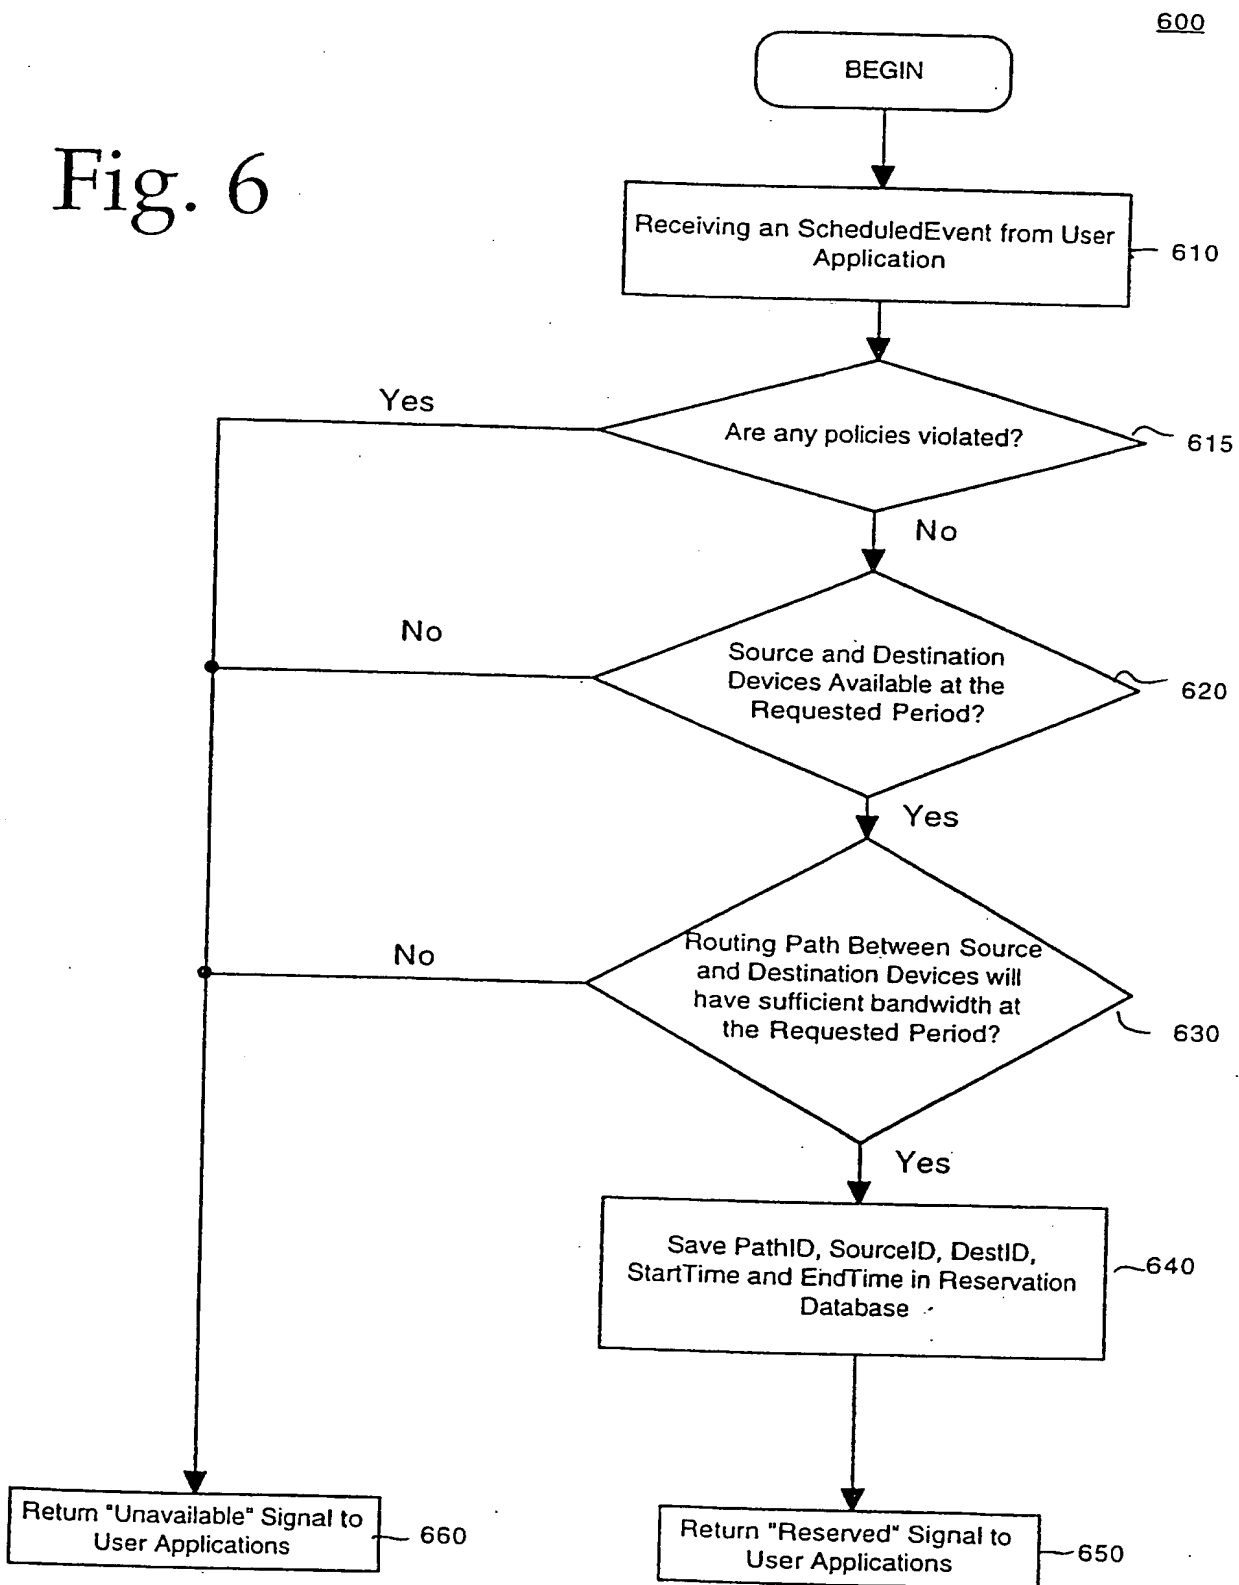 600
BEGIN
Fig. 6
Receiving an ScheduledEvent from User
Application
610
Yes
Are any policies violated?
615
No
No
Source and Destination
Devices Available at the
Requested Period?
620
Yes
No
Routing Path Between Source
and Destination Devices will
have sufficient bandwidth at
the Requested Period?
630
Yes
Save PathID, SourceID, DestID,
StartTime and EndTime in Reservation
Database
640
Return "Unavailable" Signal to
User Applications
660
Return "Reserved" Signal to
User Applications
650